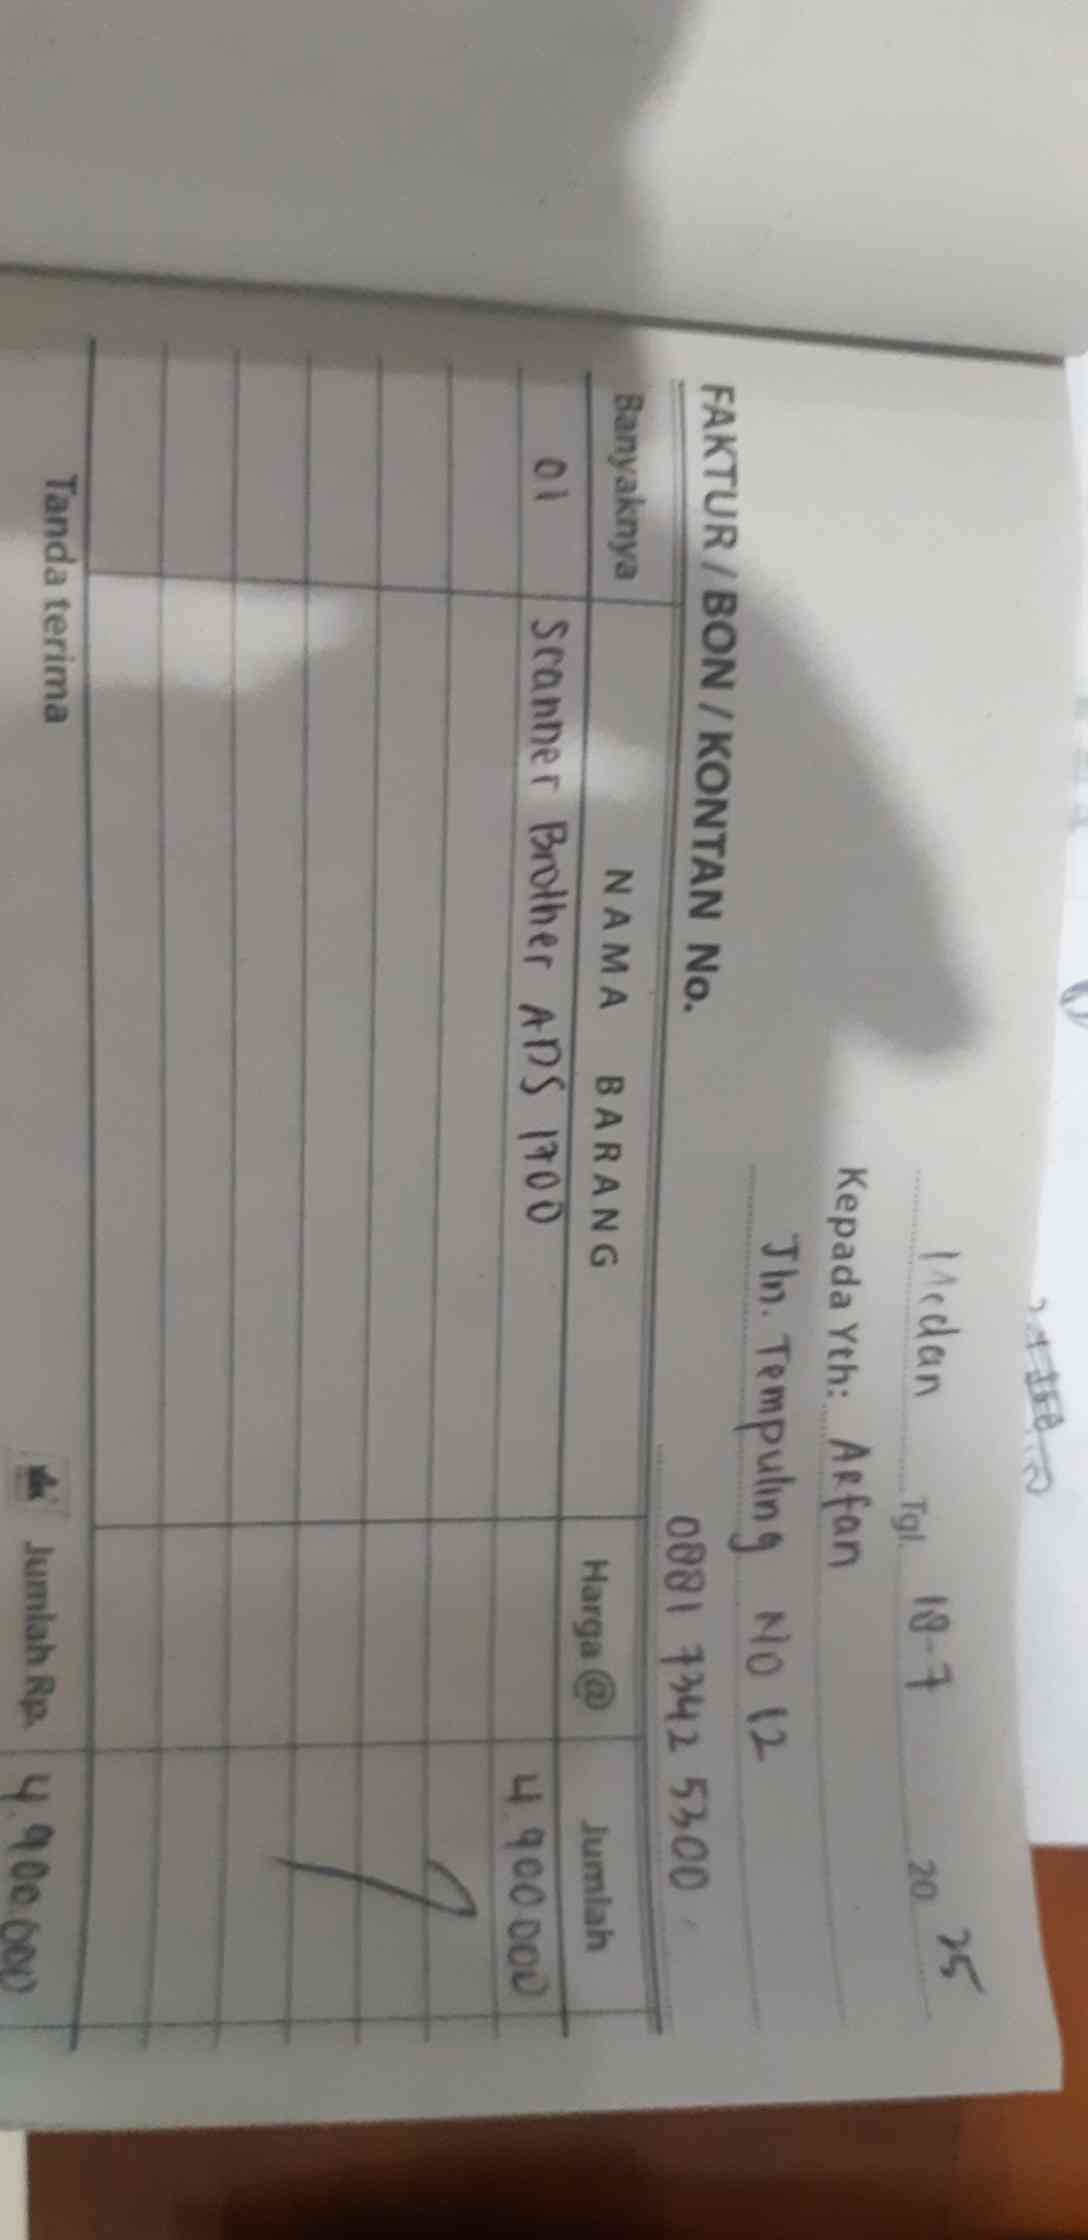 Medan Tgl. 18-7 20 25
Kepada Yth: Arfan
Jln. Tempuling No 12
0881 7342 5300
FAKTUR / BON / KONTAN No.
Banyaknya NAMA BARANG Harga @ Jumlah
01 Scanner Brother ADS 1700 4.900.000
Tanda terima Jumlah Rp. 4.900.000